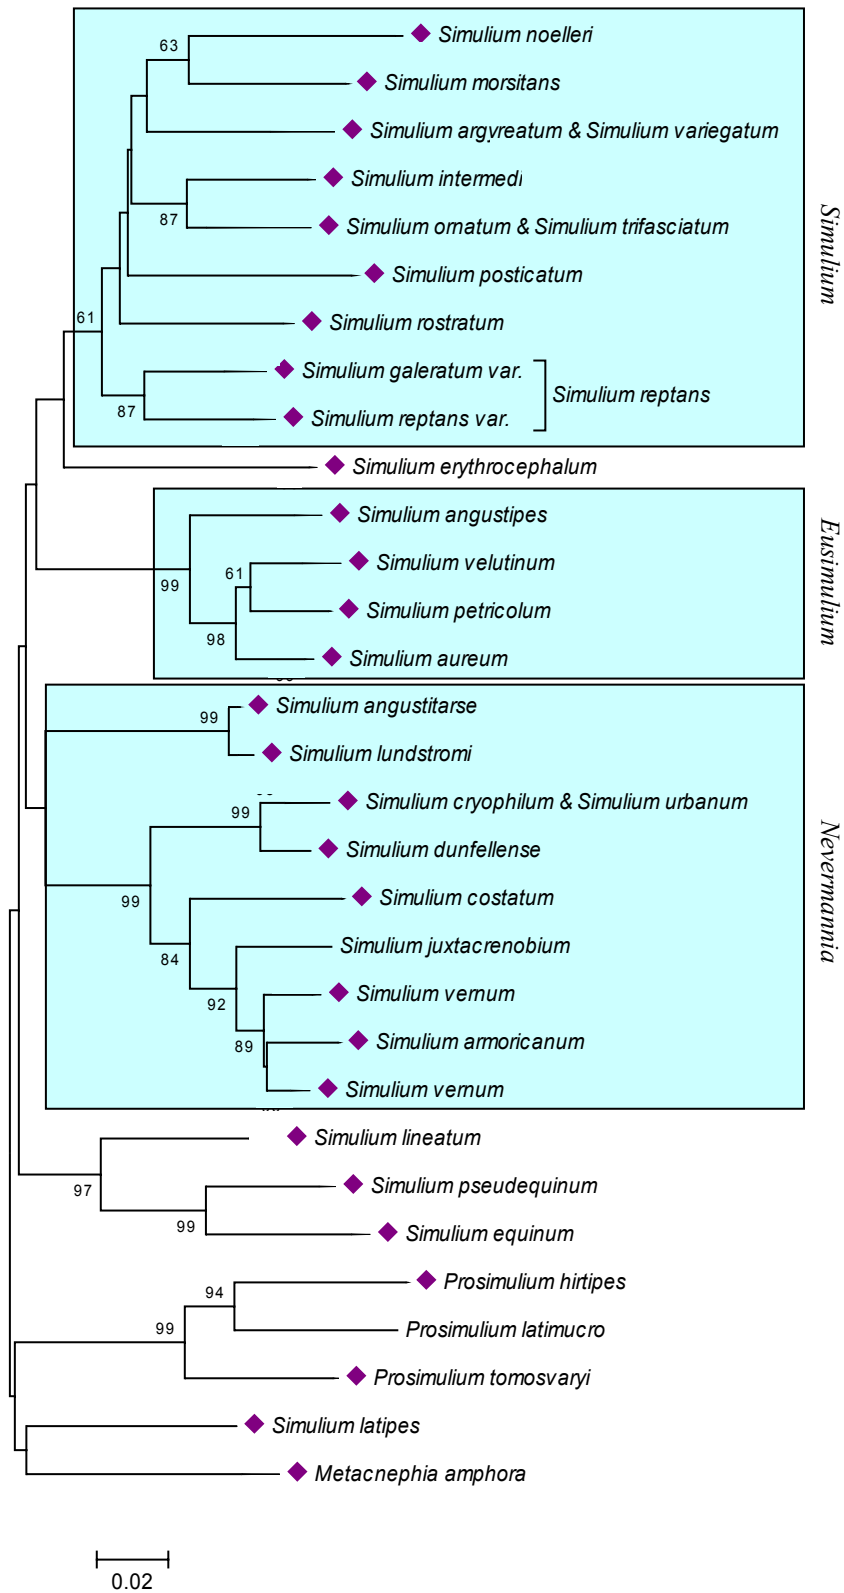 63
Simulium noelleri
Simulium morsitans
Simulium argyreatum & Simulium variegatum
Simulium intermedi
87
Simulium ornatum & Simulium trifasciatum
Simulium posticatum
Simulium
61
Simulium rostratum
Simulium galeratum var.
Simulium reptans
87
Simulium reptans var.
Simulium erythrocephalum
Simulium angustipes
Eusimulium
99
61
Simulium velutinum
Simulium petricolum
98
Simulium aureum
99
Simulium angustitarse
Simulium lundstromi
Simulium cryophilum & Simulium urbanum
99
Simulium dunfellense
Nevermannia
99
Simulium costatum
84
Simulium juxtacrenobium
92
Simulium vernum
89
Simulium armoricanum
Simulium vernum
Simulium lineatum
97
Simulium pseudequinum
99
Simulium equinum
94
Prosimulium hirtipes
99
Prosimulium latimucro
Prosimulium tomosvaryi
Simulium latipes
Metacnephia amphora
0.02